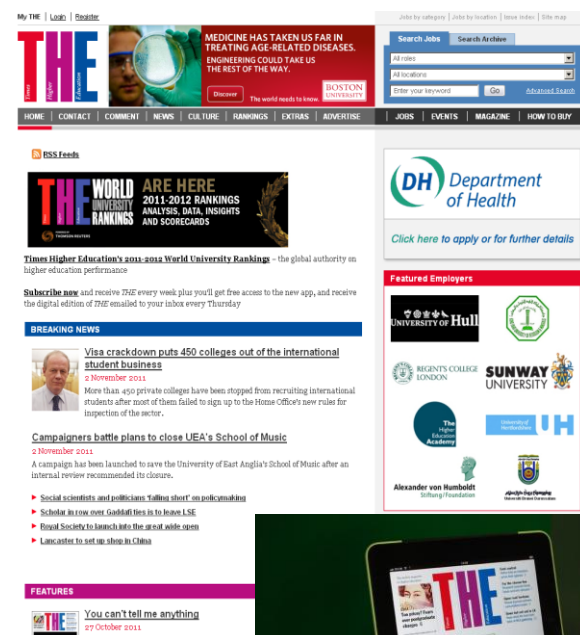 My THE | Login | Register
Jobs by category | Jobs by location | Issue index | Site map
THE
Times Higher Education
MEDICINE HAS TAKEN US FAR IN
TREATING AGE-RELATED DISEASES.
ENGINEERING COULD TAKE US
THE REST OF THE WAY.
Discover
The world needs to know.
BOSTON
UNIVERSITY
Search Jobs
Search Archive
All roles
All locations
Enter your keyword
Go
Advanced Search
HOME | CONTACT | COMMENT | NEWS | CULTURE | RANKINGS | EXTRAS | ADVERTISE
JOBS | EVENTS | MAGAZINE | HOW TO BUY
RSS Feeds
THE WORLD
UNIVERSITY
RANKINGS
THOMSON REUTERS
ARE HERE
2011-2012 RANKINGS
ANALYSIS, DATA, INSIGHTS
AND SCORECARDS
Times Higher Education's 2011-2012 World University Rankings – the global authority on
higher education performance
Subscribe now and receive THE every week plus you'll get free access to the new app, and receive
the digital edition of THE emailed to your inbox every Thursday
BREAKING NEWS
Visa crackdown puts 450 colleges out of the international
student business
2 November 2011
More than 450 private colleges have been stopped from recruiting international
students after most of them failed to sign up to the Home Office's new rules for
inspection of the sector.
Campaigners battle plans to close UEA's School of Music
2 November 2011
A campaign has been launched to save the University of East Anglia's School of Music after an
internal review recommended its closure.
Social scientists and politicians 'falling short' on policymaking
Scholar in row over Gaddafi ties is to leave LSE
Royal Society to launch into the great wide open
Lancaster to set up shop in China
FEATURES
You can't tell me anything
27 October 2011
DH Department
of Health
Click here to apply or for further details
Featured Employers
UNIVERSITY OF Hull
REGENT'S COLLEGE
LONDON
SUNWAY
UNIVERSITY
The
Higher
Education
Academy
University of
Hertfordshire
UH
Alexander von Humboldt
Stiftung/Foundation
THE